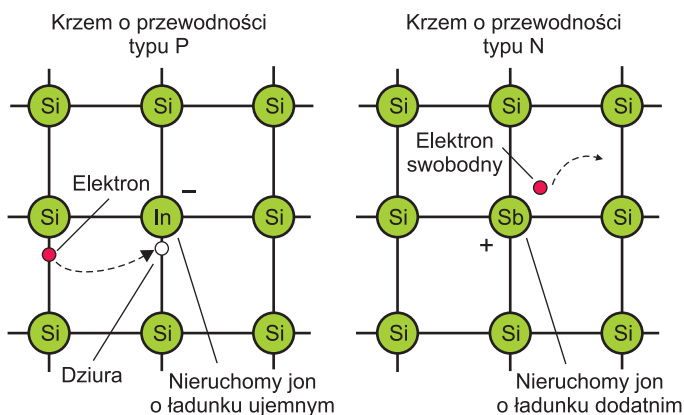 Krzem o przewodności
typu P
Si Si Si
Elektron
–
Si In Si
Si Si Si
Dziura
Nieruchomy jon
o ładunku ujemnym
Krzem o przewodności
typu N
Si Si Si
Elektron
swobodny
Si Sb Si
+
Si Si Si
Nieruchomy jon
o ładunku dodatnim